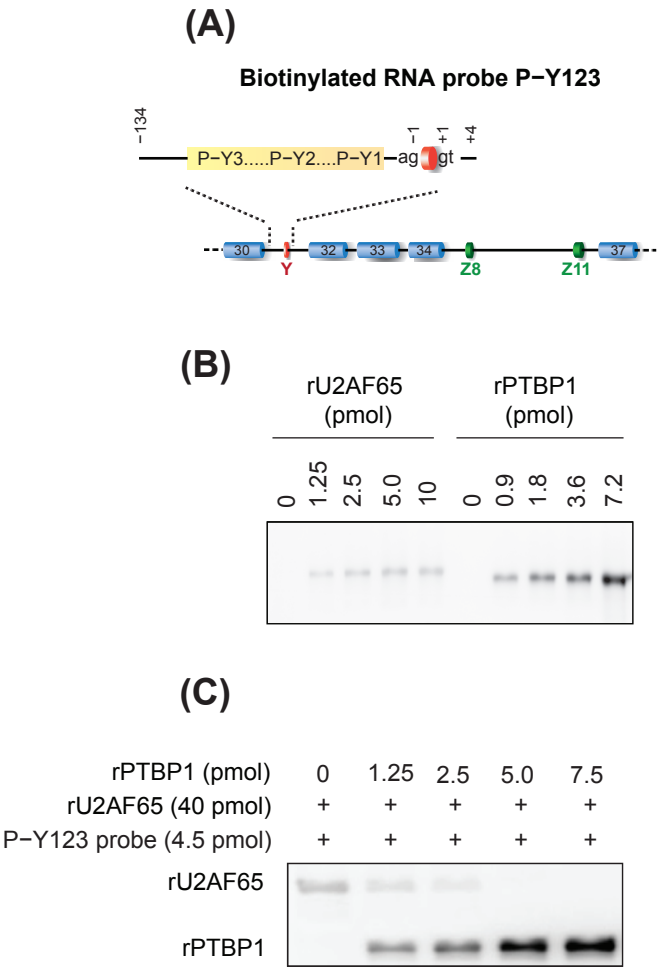 (A)
Biotinylated RNA probe P−Y123
−134
−1
+1
+4
P−Y3.....P−Y2....P−Y1
ag
gt
30
32
33
34
37
Y
Z8
Z11
(B)
rU2AF65
(pmol)
rPTBP1
(pmol)
0 1.25 2.5 5.0 10 0 0.9 1.8 3.6 7.2
(C)
rPTBP1 (pmol) 0 1.25 2.5 5.0 7.5
rU2AF65 (40 pmol) + + + + +
P−Y123 probe (4.5 pmol) + + + + +
rU2AF65
rPTBP1